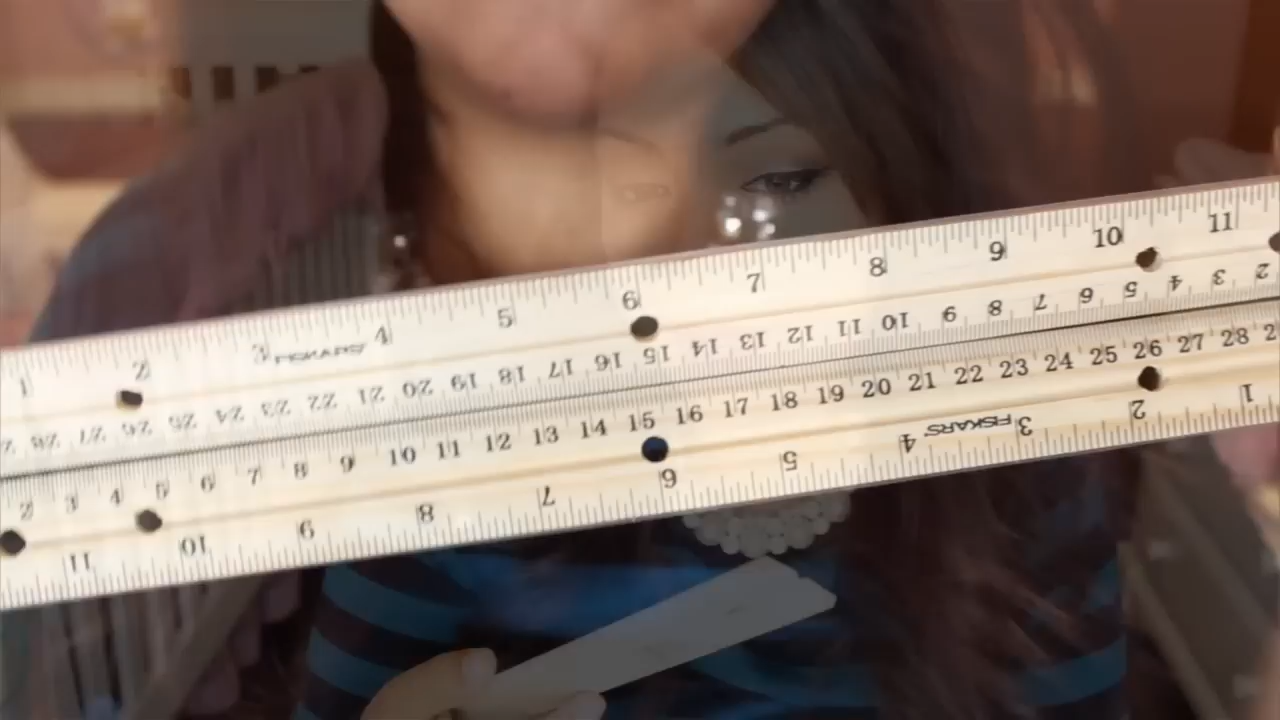 1 2 3 4 5 6 7 8 9 10 11
FISKARS
28 27 26 25 24 23 22 21 20 19 18 17 16 15 14 13 12 11 10 9 8 7 6 5 4 3 2
2 3 4 5 6 7 8 9 10 11 12 13 14 15 16 17 18 19 20 21 22 23 24 25 26 27 28
FISKARS
11 10 9 8 7 6 5 4 3 2 1